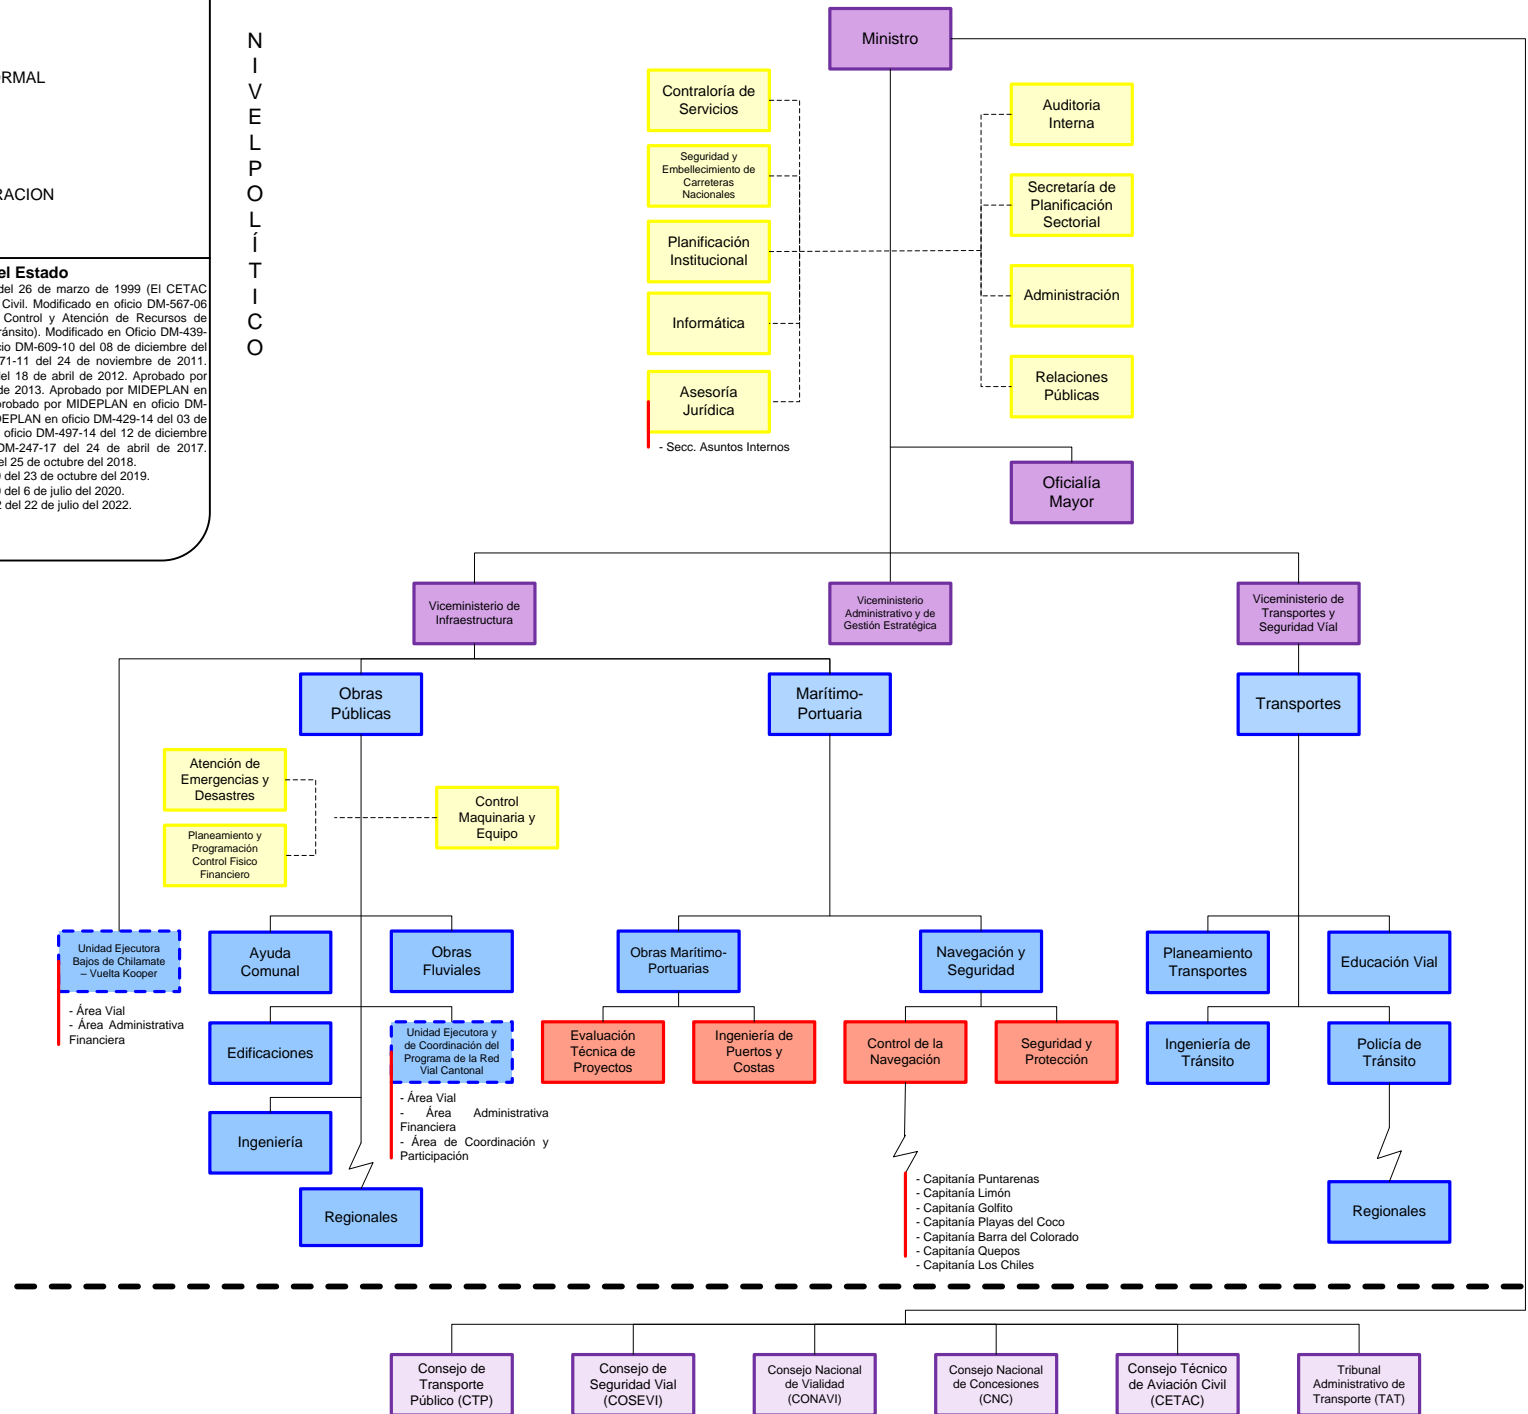 RMAL
RACION
el Estado
del 26 de marzo de 1999 (El CETAC
Civil. Modificado en oficio DM-567-06
Control y Atención de Recursos de
ránsito). Modificado en Oficio DM-439-
cio DM-609-10 del 08 de diciembre del
71-11 del 24 de noviembre de 2011.
del 18 de abril de 2012. Aprobado por
de 2013. Aprobado por MIDEPLAN en
probado por MIDEPLAN en oficio DM-
DEPLAN en oficio DM-429-14 del 03 de
oficio DM-497-14 del 12 de diciembre
DM-247-17 del 24 de abril de 2017.
el 25 de octubre del 2018.
del 23 de octubre del 2019.
del 6 de julio del 2020.
2 del 22 de julio del 2022.
N
I
V
E
L
P
O
L
Í
T
I
C
O
Ministro
Contraloría de
Servicios
Seguridad y
Embellecimiento de
Carreteras
Nacionales
Planificación
Institucional
Informática
Asesoría
Jurídica
- Secc. Asuntos Internos
Auditoria
Interna
Secretaría de
Planificación
Sectorial
Administración
Relaciones
Públicas
Oficialía
Mayor
Viceministerio de
Infraestructura
Viceministerio
Administrativo y de
Gestión Estratégica
Viceministerio de
Transportes y
Seguridad Víal
Obras
Públicas
Marítimo-
Portuaria
Transportes
Atención de
Emergencias y
Desastres
Planeamiento y
Programación
Control Fisico
Financiero
Control
Maquinaria y
Equipo
Unidad Ejecutora
Bajos de Chilamate
– Vuelta Kooper
- Área Vial
- Área Administrativa
Financiera
Ayuda
Comunal
Obras
Fluviales
Edificaciones
Unidad Ejecutora y
de Coordinación del
Programa de la Red
Vial Cantonal
- Área Vial
- Área Administrativa
Financiera
- Área de Coordinación y
Participación
Ingeniería
Regionales
Obras Marítimo-
Portuarias
Navegación y
Seguridad
Evaluación
Técnica de
Proyectos
Ingeniería de
Puertos y
Costas
Control de la
Navegación
Seguridad y
Protección
- Capitanía Puntarenas
- Capitanía Limón
- Capitanía Golfito
- Capitanía Playas del Coco
- Capitanía Barra del Colorado
- Capitanía Quepos
- Capitanía Los Chiles
Planeamiento
Transportes
Educación Vial
Ingeniería de
Tránsito
Policía de
Tránsito
Regionales
Consejo de
Transporte
Público (CTP)
Consejo de
Seguridad Vial
(COSEVI)
Consejo Nacional
de Vialidad
(CONAVI)
Consejo Nacional
de Concesiones
(CNC)
Consejo Técnico
de Aviación Civil
(CETAC)
Tribunal
Administrativo de
Transporte (TAT)